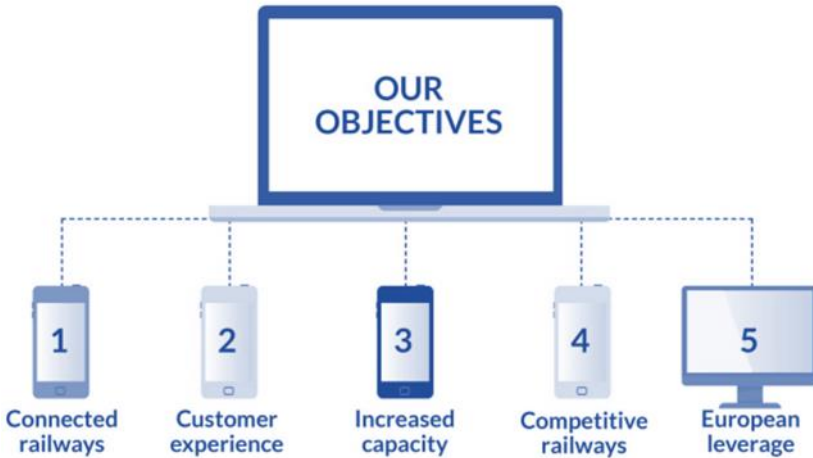 OUR
OBJECTIVES
1
2
3
4
5
Connected
railways
Customer
experience
Increased
capacity
Competitive
railways
European
leverage